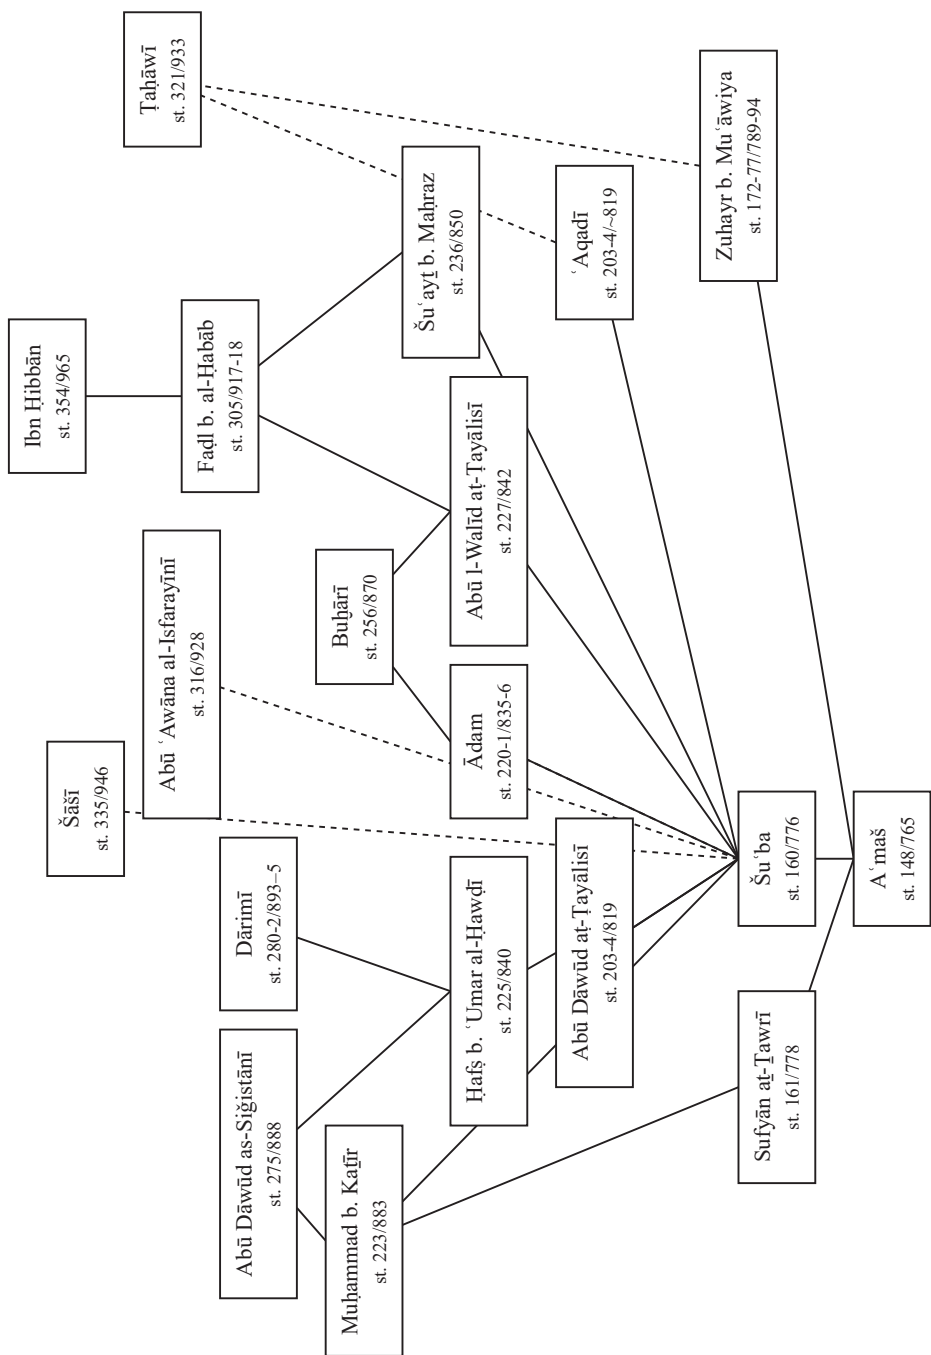 Ibn Ḥibbān
st. 354/965
Šāšī
st. 335/946
Ṭaḥāwī
st. 321/933
Abū ʿAwāna al-Isfarayīnī
st. 316/928
Faḍl b. al-Ḥabāb
st. 305/917-18
Abū Dāwūd as-Siǧistānī
st. 275/888
Dārimī
st. 280-2/893–5
Buḫārī
st. 256/870
Muḥammad b. Kaṯīr
st. 223/883
Šuʿayṯ b. Maḥraz
st. 236/850
Ḥafṣ b. ʿUmar al-Ḥawḍī
st. 225/840
Ādam
st. 220-1/835-6
Abū l-Walīd aṭ-Ṭayālisī
st. 227/842
Abū Dāwūd aṭ-Ṭayālisī
st. 203-4/819
ʿAqadī
st. 203-4/~819
Sufyān aṯ-Ṯawrī
st. 161/778
Šuʿba
st. 160/776
Zuhayr b. Muʿāwiya
st. 172-77/789-94
Aʿmaš
st. 148/765